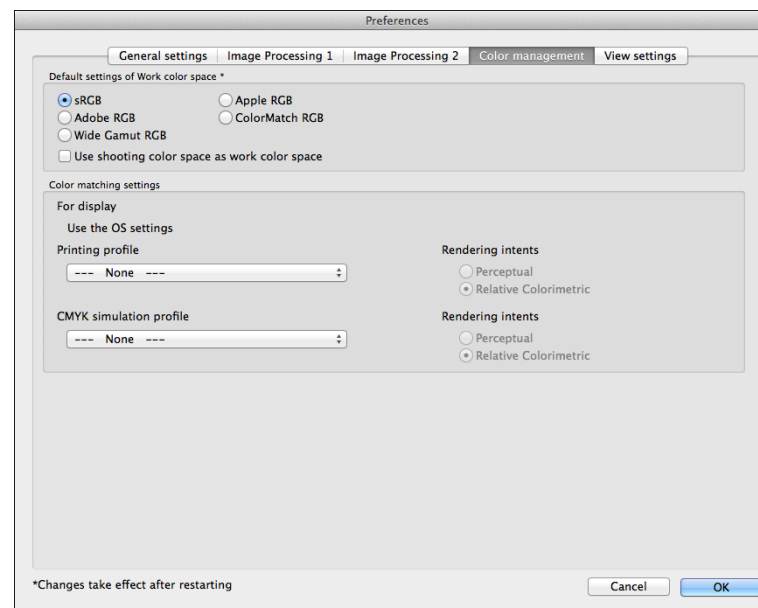 Preferences
General settings Image Processing 1 Image Processing 2 Color management View settings
Default settings of Work color space *
sRGB Apple RGB
Adobe RGB ColorMatch RGB
Wide Gamut RGB
Use shooting color space as work color space
Color matching settings
For display
Use the OS settings
Printing profile Rendering intents
--- None --- Perceptual
Relative Colorimetric
CMYK simulation profile Rendering intents
--- None --- Perceptual
Relative Colorimetric
*Changes take effect after restarting Cancel OK